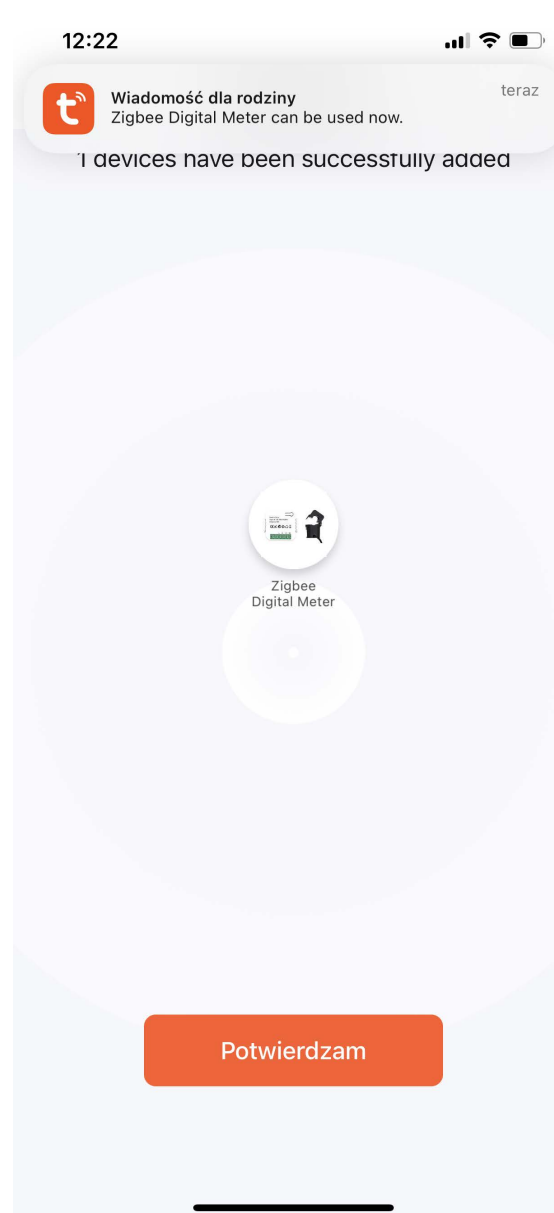 12:22
Wiadomość dla rodziny
teraz
Zigbee Digital Meter can be used now.
1 devices have been successfully added
Zigbee
Digital Meter
Potwierdzam